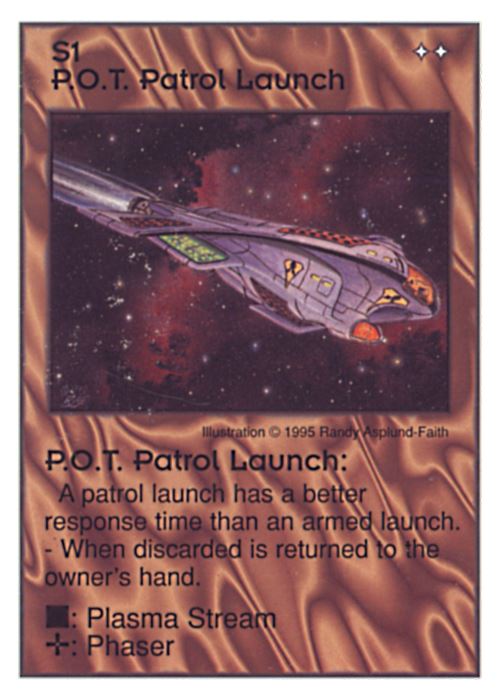 S1
P.O.T. Patrol Launch
Illustration © 1995 Randy Asplund-Faith
P.O.T. Patrol Launch:
A patrol launch has a better
response time than an armed launch.
- When discarded is returned to the
owner's hand.
■: Plasma Stream
✛: Phaser